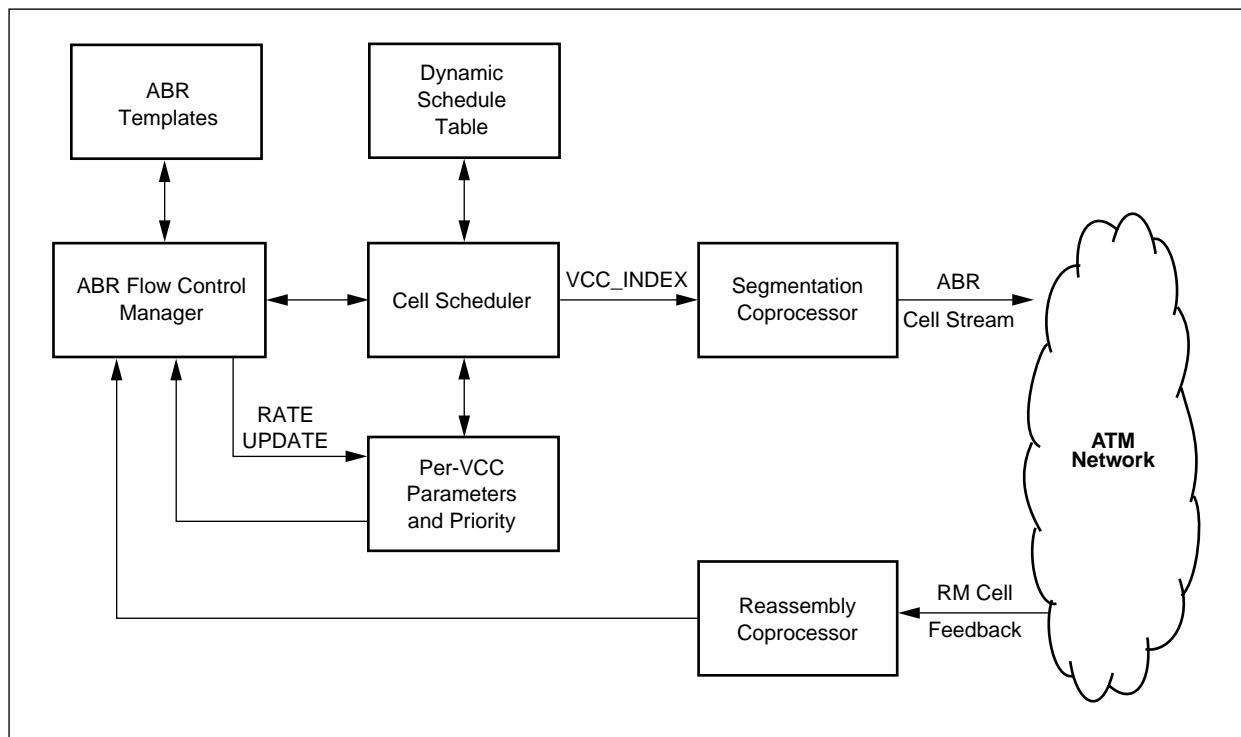 ABR
Templates
Dynamic
Schedule
Table
ABR Flow Control
Manager
Cell Scheduler
VCC_INDEX
Segmentation
Coprocessor
ABR
Cell Stream
RATE
UPDATE
Per-VCC
Parameters
and Priority
ATM
Network
Reassembly
Coprocessor
RM Cell
Feedback